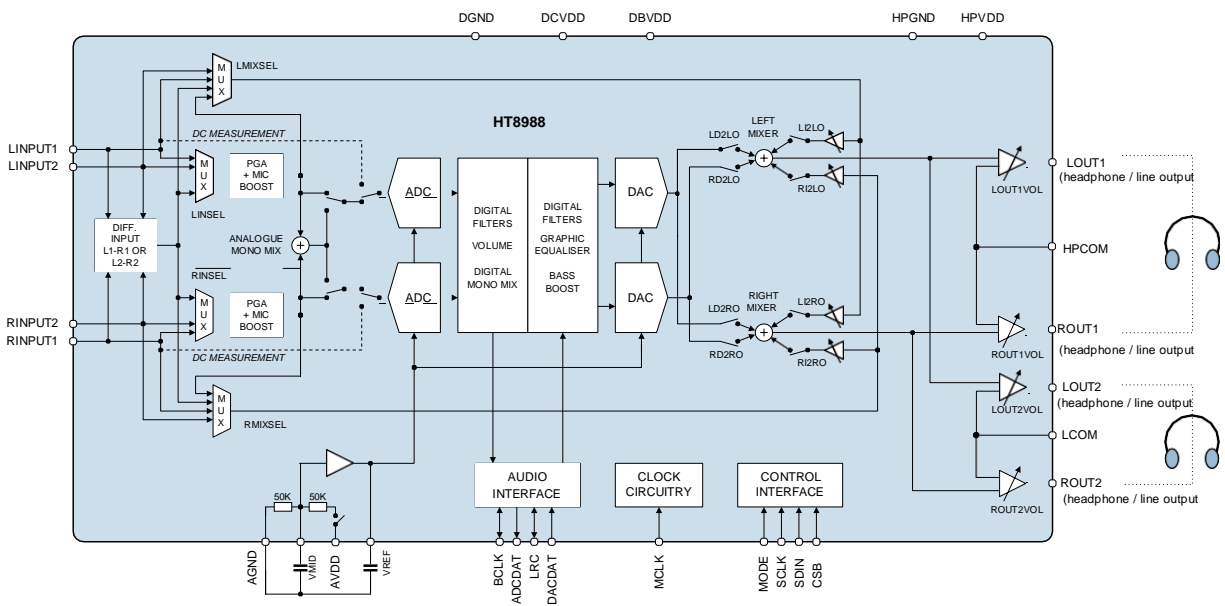 DGND
DCVDD
DBVDD
HPGND
HPVDD
LMIXSEL
M
U
X
HT8988
DC MEASUREMENT
LINPUT1
LINPUT2
M
U
X
PGA
+ MIC
BOOST
LINSEL
ADC
DIGITAL
FILTERS
VOLUME
DIGITAL
MONO MIX
DIGITAL
FILTERS
GRAPHIC
EQUALISER
BASS
BOOST
DAC
LD2LO
LEFT
MIXER
LI2LO
RD2LO
RI2LO
LOUT1VOL
LOUT1
(headphone / line output
DIFF.
INPUT
L1-R1 OR
L2-R2
ANALOGUE
MONO MIX
HPCOM
RINSEL
RINPUT2
RINPUT1
M
U
X
PGA
+ MIC
BOOST
ADC
DAC
LD2RO
RIGHT
MIXER
LI2RO
RD2RO
RI2RO
ROUT1VOL
ROUT1
(headphone / line output
DC MEASUREMENT
M
U
X
RMIXSEL
LOUT2VOL
LOUT2
(headphone / line output
LCOM
ROUT2VOL
ROUT2
(headphone / line output
50K
50K
AUDIO
INTERFACE
CLOCK
CIRCUITRY
CONTROL
INTERFACE
AGND
VMID
AVDD
VREF
BCLK
ADCDAT
LRC
DACDAT
MCLK
MODE
SCLK
SDIN
CSB